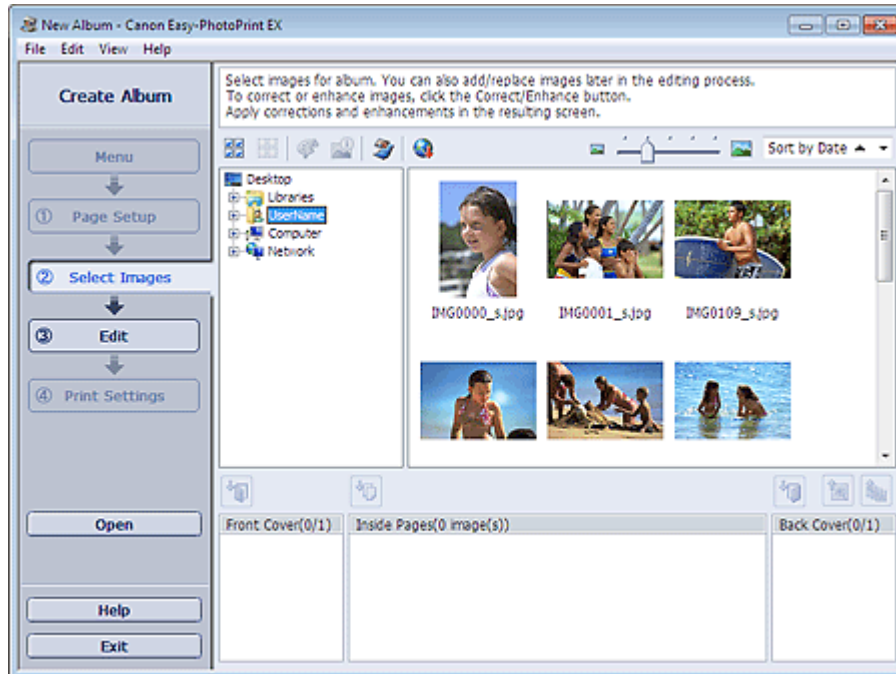 New Album - Canon Easy-PhotoPrint EX
File Edit View Help
Create Album
Menu
① Page Setup
② Select Images
③ Edit
④ Print Settings
Open
Help
Exit
Select images for album. You can also add/replace images later in the editing process.
To correct or enhance images, click the Correct/Enhance button.
Apply corrections and enhancements in the resulting screen.
Sort by Date
Desktop
Libraries
UserName
Computer
Network
IMG0000_s.jpg IMG0001_s.jpg IMG0109_s.jpg
Front Cover(0/1) Inside Pages(0 image(s)) Back Cover(0/1)